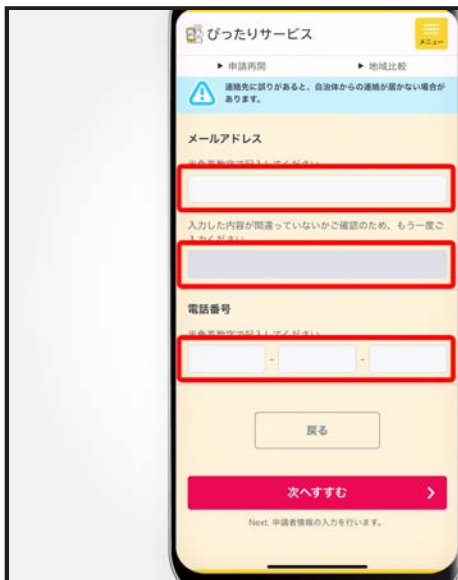 ぴったりサービス
メニュー
▶ 申請再開
▶ 地域比較
連絡先に誤りがあると、自治体からの連絡が届かない場合が
あります。
メールアドレス
半角英数字で記入してください
入力した内容が間違っていないかご確認のため、もう一度ご
入力ください
電話番号
半角英数字で記入してください
- -
戻る
次へすすむ
Next. 申請者情報の入力を行います。